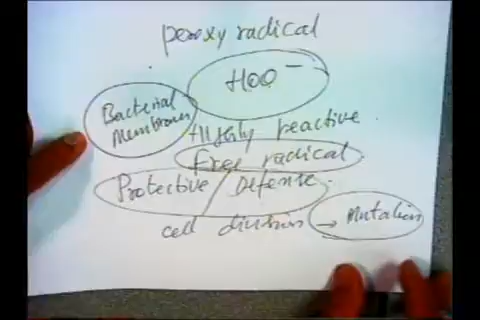 peroxy radical
HOO⁻
Bacterial
Membranes
Highly reactive
free radical
Protective / Defense.
cell division → Mutation